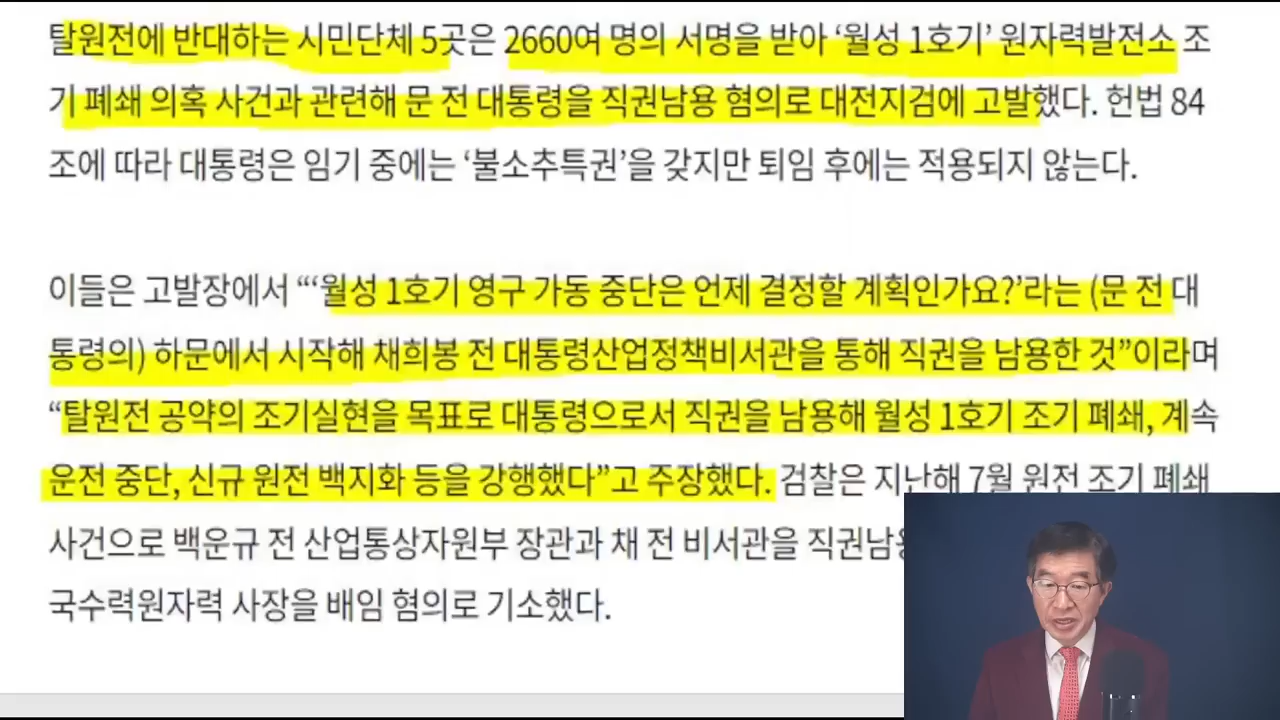 탈원전에 반대하는 시민단체 5곳은 2660여 명의 서명을 받아 ‘월성 1호기’ 원자력발전소 조
기 폐쇄 의혹 사건과 관련해 문 전 대통령을 직권남용 혐의로 대전지검에 고발했다. 헌법 84
조에 따라 대통령은 임기 중에는 ‘불소추특권’을 갖지만 퇴임 후에는 적용되지 않는다.
이들은 고발장에서 “‘월성 1호기 영구 가동 중단은 언제 결정할 계획인가요?’라는 (문 전 대
통령의) 하문에서 시작해 채희봉 전 대통령산업정책비서관을 통해 직권을 남용한 것”이라며
“탈원전 공약의 조기실현을 목표로 대통령으로서 직권을 남용해 월성 1호기 조기 폐쇄, 계속
운전 중단, 신규 원전 백지화 등을 강행했다”고 주장했다. 검찰은 지난해 7월 원전 조기 폐쇄
사건으로 백운규 전 산업통상자원부 장관과 채 전 비서관을 직권남
국수력원자력 사장을 배임 혐의로 기소했다.